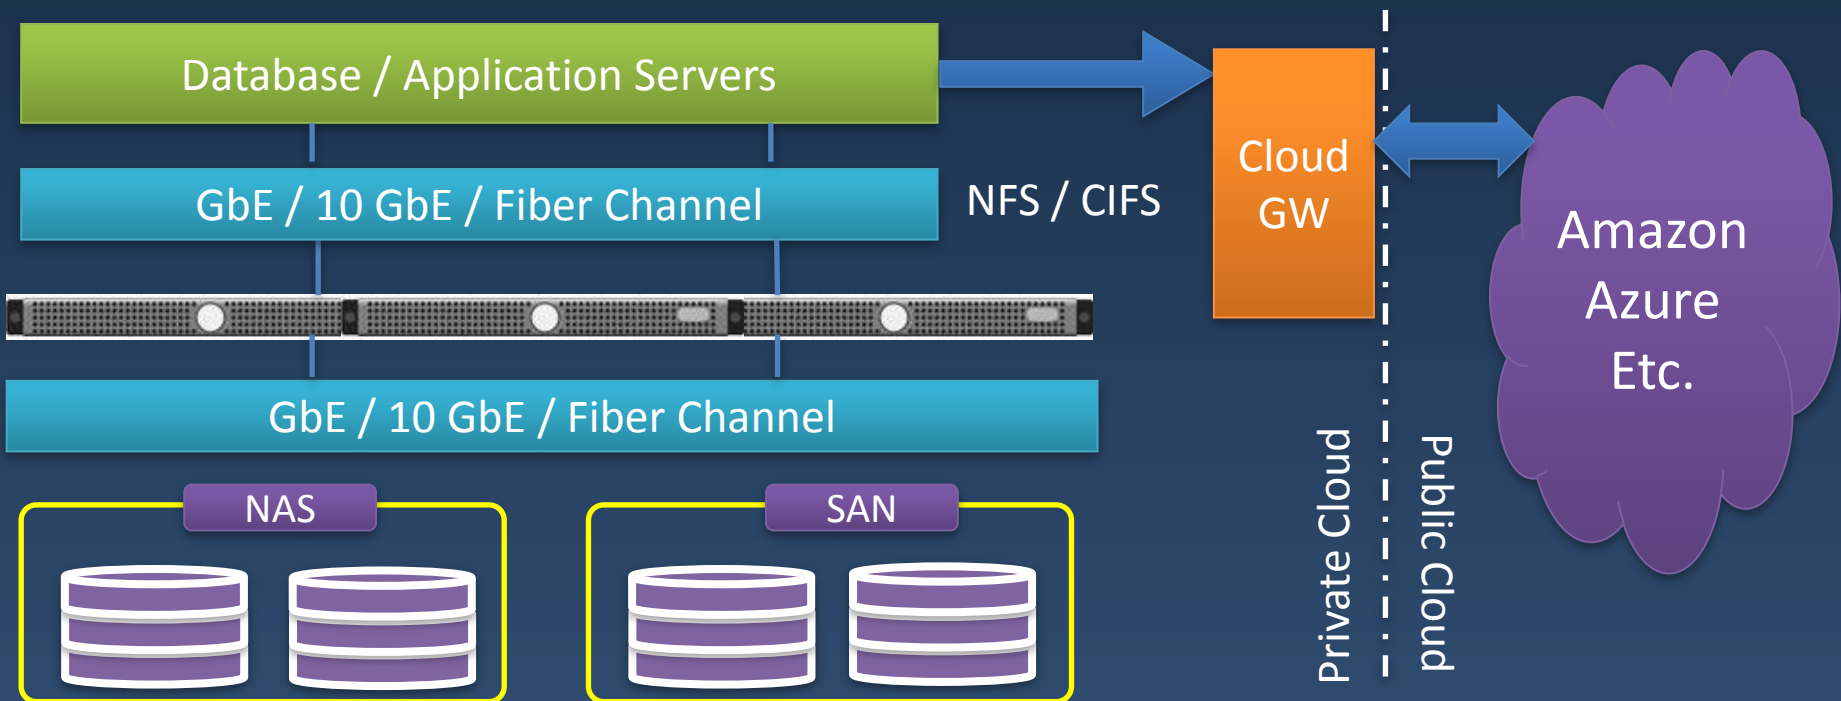 Database / Application Servers
GbE / 10 GbE / Fiber Channel
NFS / CIFS
Cloud
GW
Amazon
Azure
Etc.
GbE / 10 GbE / Fiber Channel
NAS
SAN
Private Cloud
Public Cloud